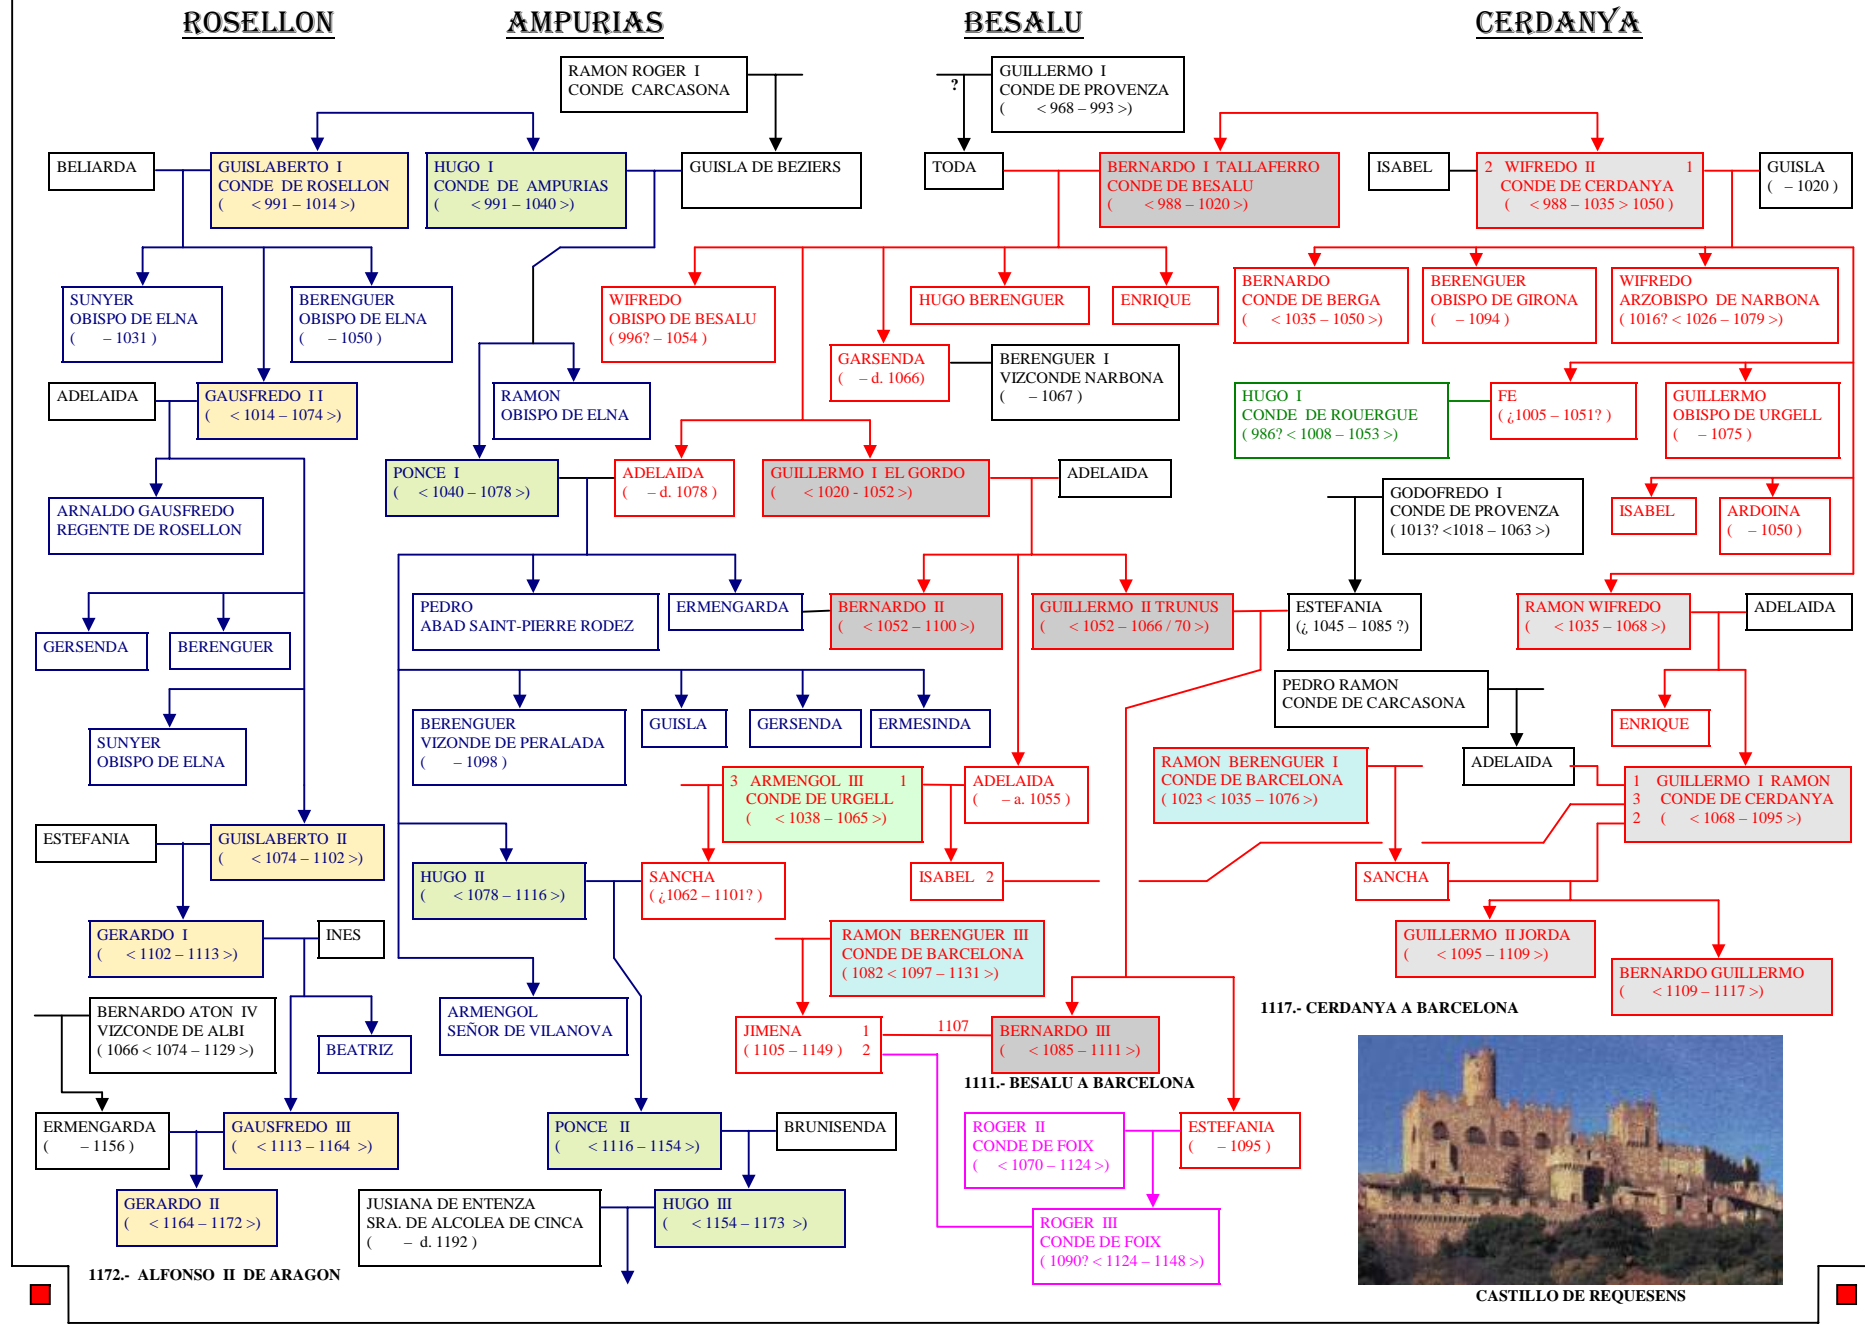 ROSELLON
AMPURIAS
BESALU
CERDANYA
RAMON ROGER I
CONDE CARCASONA
?
GUILLERMO I
CONDE DE PROVENZA
( < 968 – 993 >)
BELIARDA
GUISLABERTO I
CONDE DE ROSELLON
( < 991 – 1014 >)
HUGO I
CONDE DE AMPURIAS
( < 991 – 1040 >)
GUISLA DE BEZIERS
TODA
BERNARDO I TALLAFERRO
CONDE DE BESALU
( < 988 – 1020 >)
ISABEL
2 WIFREDO II 1
CONDE DE CERDANYA
( < 988 – 1035 > 1050 )
GUISLA
( – 1020 )
SUNYER
OBISPO DE ELNA
( – 1031 )
BERENGUER
OBISPO DE ELNA
( – 1050 )
WIFREDO
OBISPO DE BESALU
( 996? – 1054 )
HUGO BERENGUER
ENRIQUE
BERNARDO
CONDE DE BERGA
( < 1035 – 1050 >)
BERENGUER
OBISPO DE GIRONA
( – 1094 )
WIFREDO
ARZOBISPO DE NARBONA
( 1016? < 1026 – 1079 >)
GARSENDA
( – d. 1066)
BERENGUER I
VIZCONDE NARBONA
( – 1067 )
ADELAIDA
GAUSFREDO I I
( < 1014 – 1074 >)
RAMON
OBISPO DE ELNA
HUGO I
CONDE DE ROUERGUE
( 986? < 1008 – 1053 >)
FE
( ¿1005 – 1051? )
GUILLERMO
OBISPO DE URGELL
( – 1075 )
PONCE I
( < 1040 – 1078 >)
ADELAIDA
( – d. 1078 )
GUILLERMO I EL GORDO
( < 1020 - 1052 >)
ADELAIDA
GODOFREDO I
CONDE DE PROVENZA
( 1013? <1018 – 1063 >)
ISABEL
ARDOINA
( – 1050 )
ARNALDO GAUSFREDO
REGENTE DE ROSELLON
PEDRO
ABAD SAINT-PIERRE RODEZ
ERMENGARDA
BERNARDO II
( < 1052 – 1100 >)
GUILLERMO II TRUNUS
( < 1052 – 1066 / 70 >)
ESTEFANIA
(¿ 1045 – 1085 ?)
RAMON WIFREDO
( < 1035 – 1068 >)
ADELAIDA
GERSENDA
BERENGUER
PEDRO RAMON
CONDE DE CARCASONA
BERENGUER
VIZONDE DE PERALADA
( – 1098 )
GUISLA
GERSENDA
ERMESINDA
ENRIQUE
SUNYER
OBISPO DE ELNA
3 ARMENGOL III 1
CONDE DE URGELL
( < 1038 – 1065 >)
ADELAIDA
( – a. 1055 )
RAMON BERENGUER I
CONDE DE BARCELONA
( 1023 < 1035 – 1076 >)
ADELAIDA
1 GUILLERMO I RAMON
3 CONDE DE CERDANYA
2 ( < 1068 – 1095 >)
ESTEFANIA
GUISLABERTO II
( < 1074 – 1102 >)
HUGO II
( < 1078 – 1116 >)
SANCHA
( ¿1062 – 1101? )
ISABEL 2
SANCHA
GERARDO I
( < 1102 – 1113 >)
INES
RAMON BERENGUER III
CONDE DE BARCELONA
( 1082 < 1097 – 1131 >)
GUILLERMO II JORDA
( < 1095 – 1109 >)
BERNARDO GUILLERMO
( < 1109 – 1117 >)
1117.- CERDANYA A BARCELONA
BERNARDO ATON IV
VIZCONDE DE ALBI
( 1066 < 1074 – 1129 >)
BEATRIZ
ARMENGOL
SEÑOR DE VILANOVA
JIMENA 1
( 1105 – 1149 ) 2
1107
BERNARDO III
( < 1085 – 1111 >)
1111.- BESALU A BARCELONA
ERMENGARDA
( – 1156 )
GAUSFREDO III
( < 1113 – 1164 >)
PONCE II
( < 1116 – 1154 >)
BRUNISENDA
ROGER II
CONDE DE FOIX
( < 1070 – 1124 >)
ESTEFANIA
( – 1095 )
GERARDO II
( < 1164 – 1172 >)
JUSIANA DE ENTENZA
SRA. DE ALCOLEA DE CINCA
( – d. 1192 )
HUGO III
( < 1154 – 1173 >)
ROGER III
CONDE DE FOIX
( 1090? < 1124 – 1148 >)
1172.- ALFONSO II DE ARAGON
CASTILLO DE REQUESENS